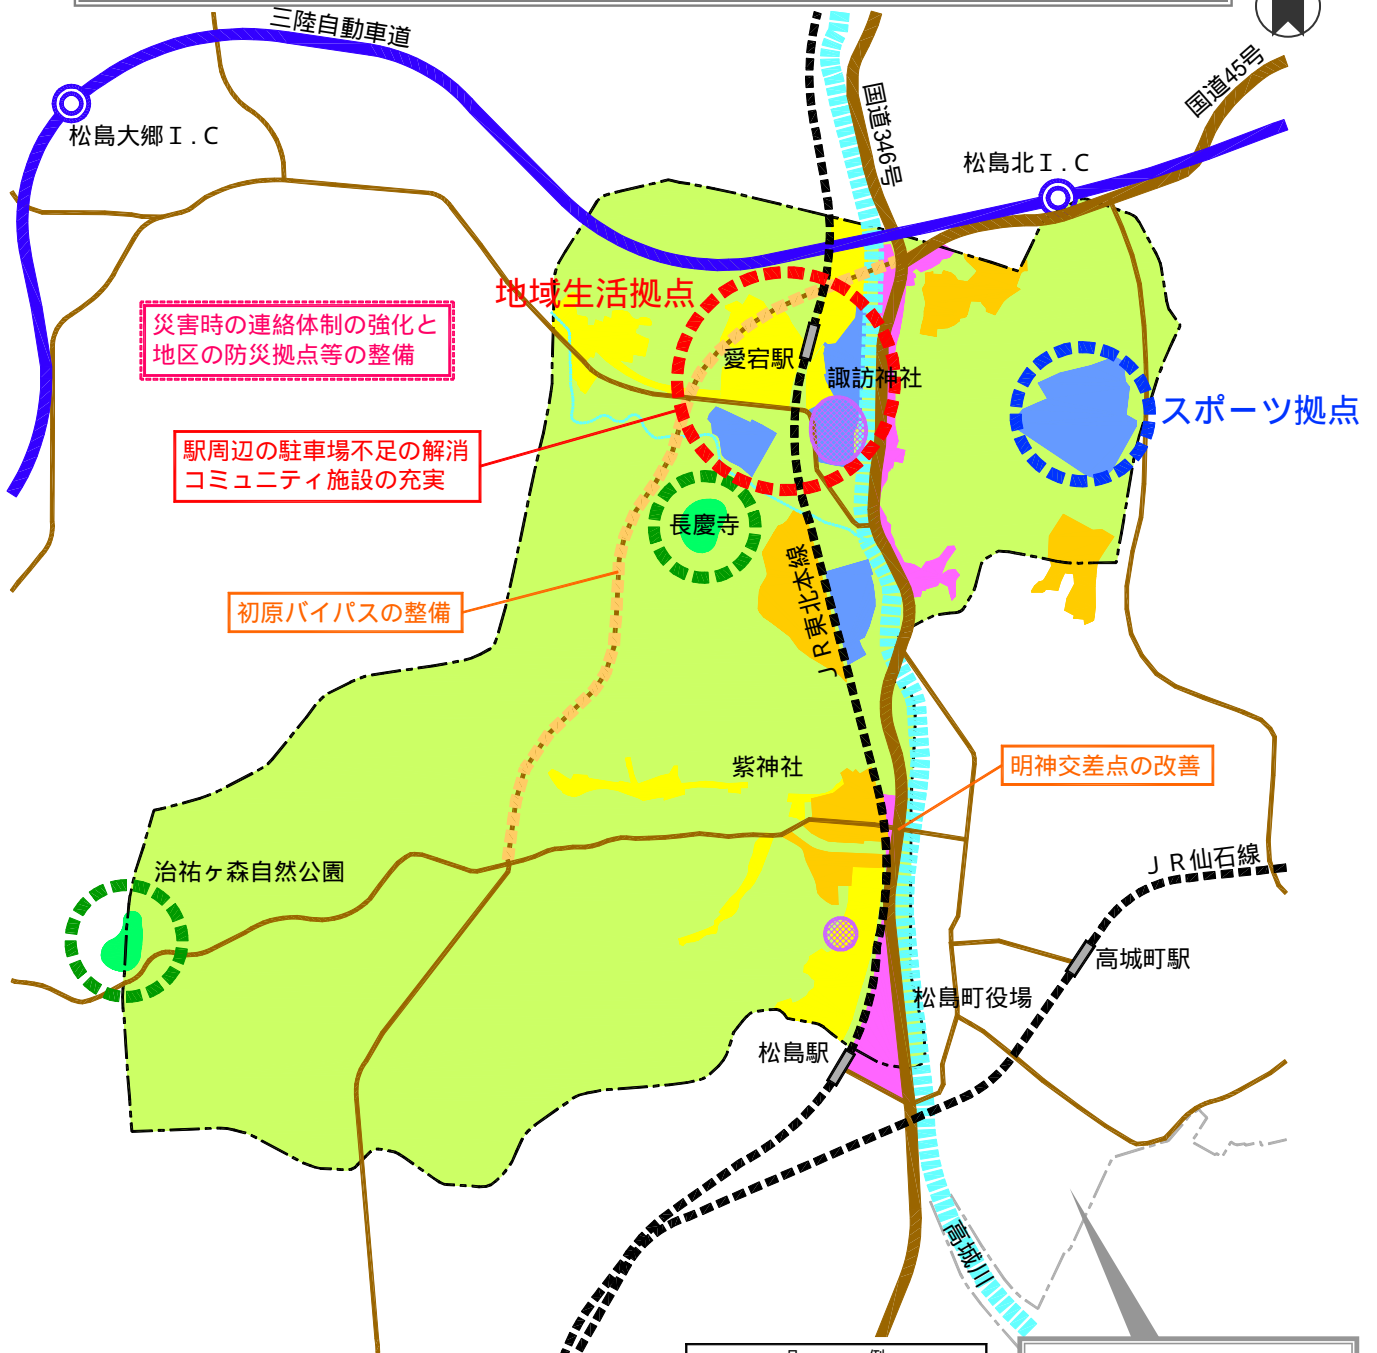 三陸自動車道
国道45号
国道346号
松島大郷Ｉ.Ｃ
松島北Ｉ.Ｃ
地域生活拠点
災害時の連絡体制の強化と
地区の防災拠点等の整備
愛宕駅
諏訪神社
スポーツ拠点
駅周辺の駐車場不足の解消
コミュニティ施設の充実
長慶寺
ＪＲ東北本線
初原バイパスの整備
紫神社
明神交差点の改善
ＪＲ仙石線
治祐ヶ森自然公園
高城町駅
松島町役場
松島駅
高城川